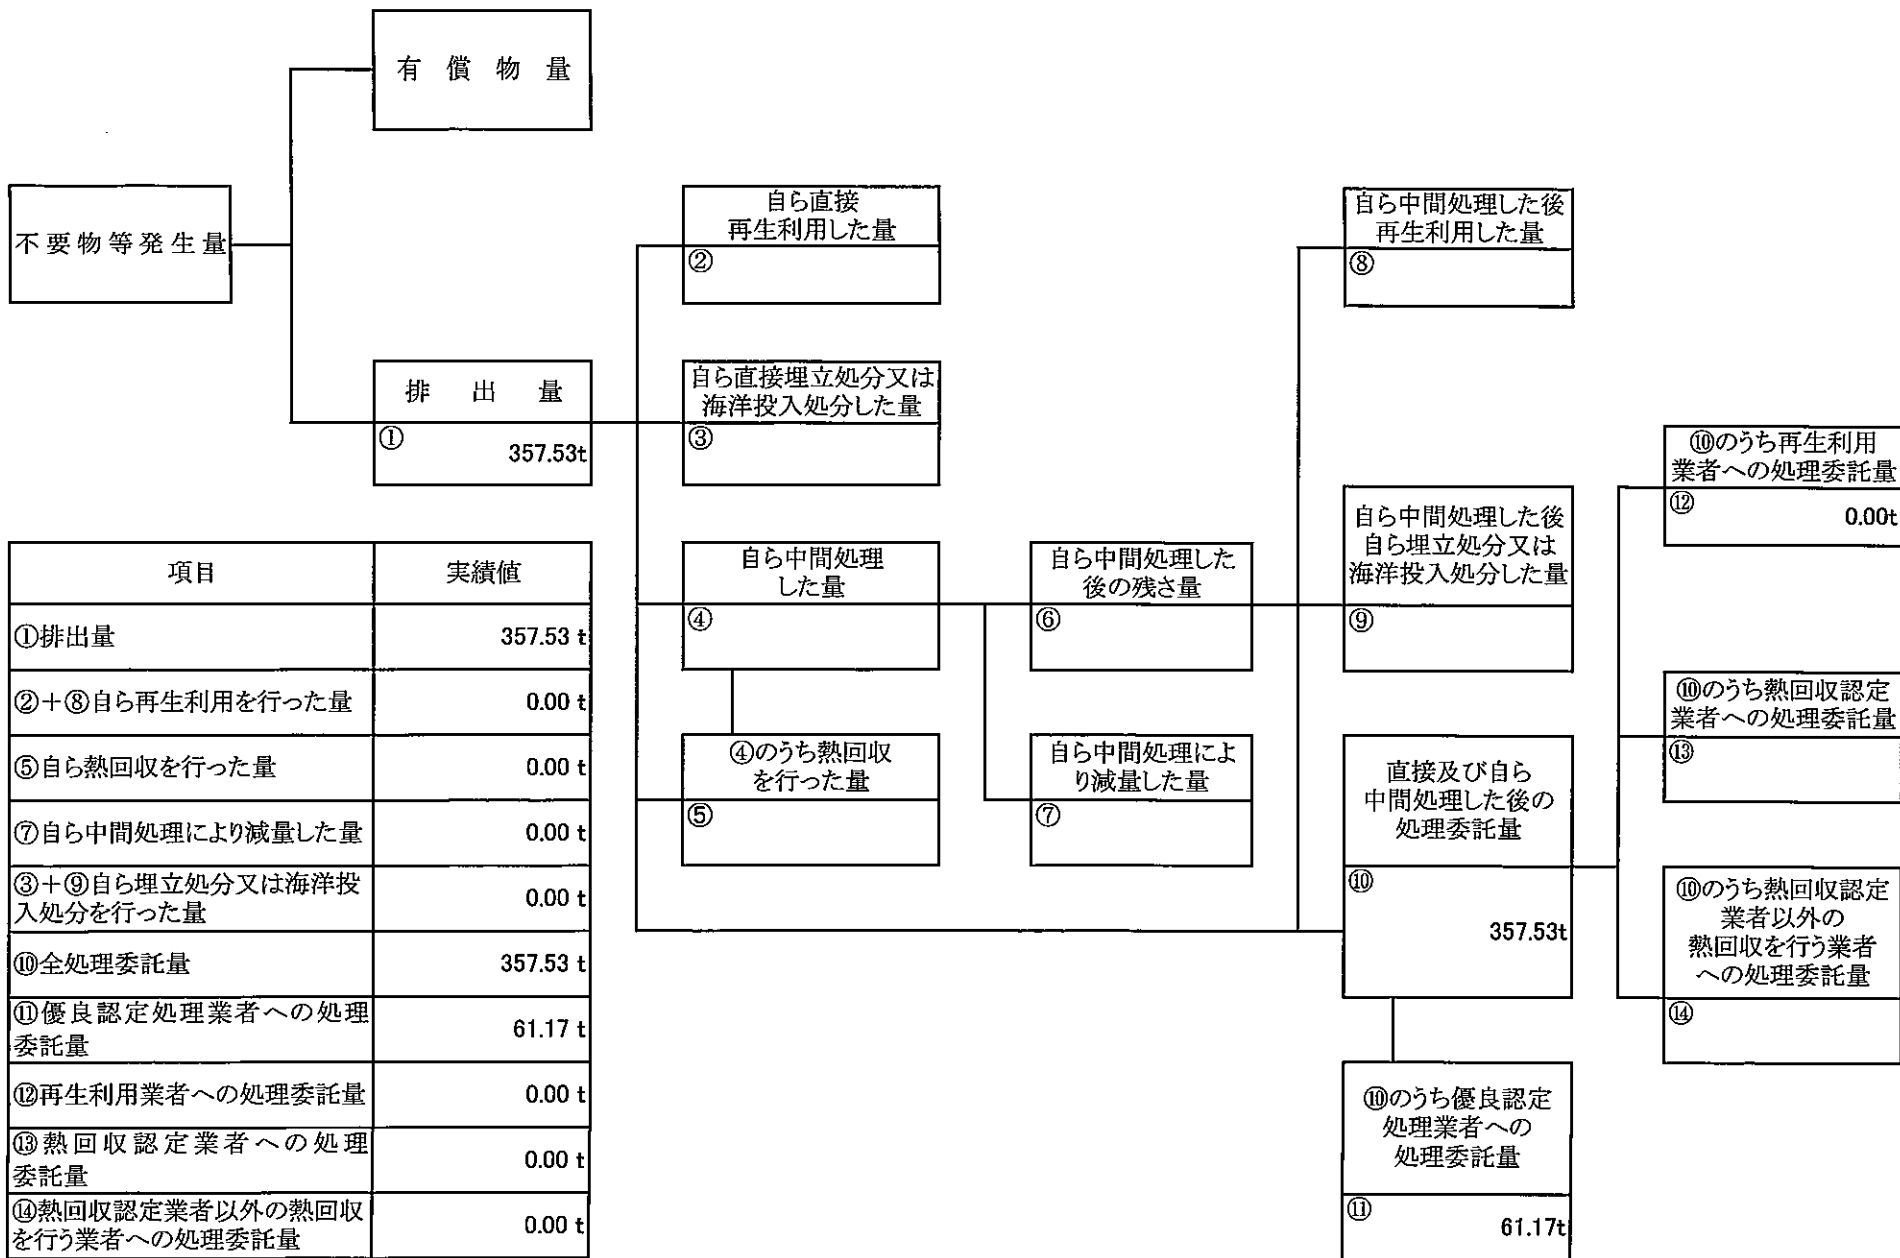 有償物量
不要物等発生量
自ら直接
再生利用した量
②
自ら中間処理した後
再生利用した量
⑧
排出量
①
357.53t
自ら直接埋立処分又は
海洋投入処分した量
③
⑩のうち再生利用
業者への処理委託量
⑫
0.00t
自ら中間処理
した量
④
自ら中間処理した
後の残さ量
⑥
自ら中間処理した後
自ら埋立処分又は
海洋投入処分した量
⑨
⑩のうち熱回収認定
業者への処理委託量
⑬
④のうち熱回収
を行った量
⑤
自ら中間処理によ
り減量した量
⑦
直接及び自ら
中間処理した後の
処理委託量
⑩
357.53t
⑩のうち熱回収認定
業者以外の
熱回収を行う業者
への処理委託量
⑭
⑩のうち優良認定
処理業者への
処理委託量
⑪
61.17t
項目 実績値
①排出量 357.53 t
②+⑧自ら再生利用を行った量 0.00 t
⑤自ら熱回収を行った量 0.00 t
⑦自ら中間処理により減量した量 0.00 t
③+⑨自ら埋立処分又は海洋投
入処分を行った量 0.00 t
⑩全処理委託量 357.53 t
⑪優良認定処理業者への処理
委託量 61.17 t
⑫再生利用業者への処理委託量 0.00 t
⑬熱回収認定業者への処理
委託量 0.00 t
⑭熱回収認定業者以外の熱回収
を行う業者への処理委託量 0.00 t